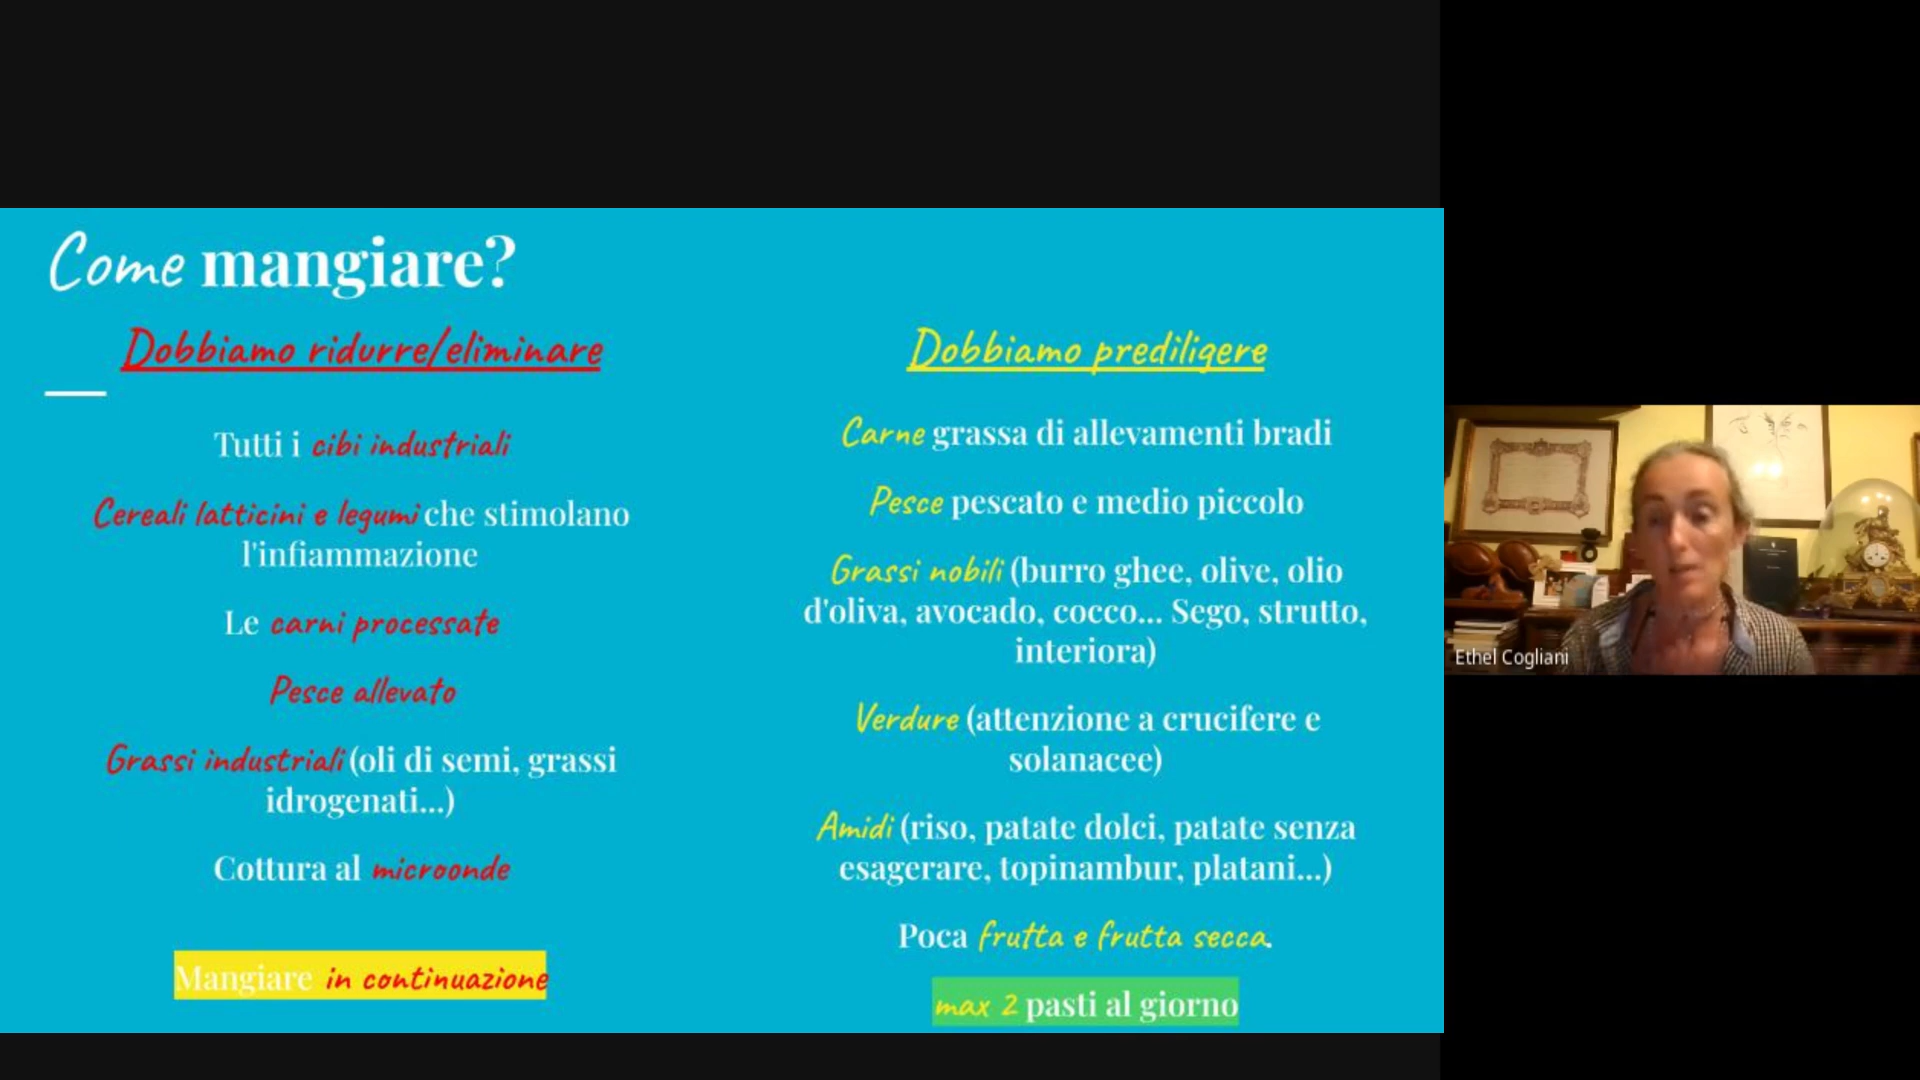 Come mangiare?
Dobbiamo ridurre/eliminare
Tutti i cibi industriali
Cereali latticini e legumi che stimolano
l'infiammazione
Le carni processate
Pesce allevato
Grassi industriali (oli di semi, grassi
idrogenati...)
Cottura al microonde
Mangiare in continuazione
Dobbiamo prediligere
Carne grassa di allevamenti bradi
Pesce pescato e medio piccolo
Grassi nobili (burro ghee, olive, olio
d'oliva, avocado, cocco... Sego, strutto,
interiora)
Verdure (attenzione a crucifere e
solanacee)
Amidi (riso, patate dolci, patate senza
esagerare, topinambur, platani...)
Poca frutta e frutta secca.
max 2 pasti al giorno
Ethel Cogliani